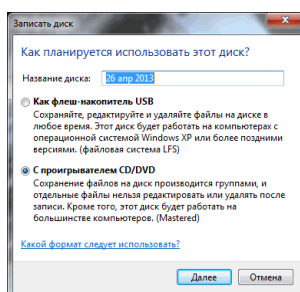 Записать диск
Как планируется использовать этот диск?
Название диска: 26 апр 2013
Как флеш-накопитель USB
Сохраняйте, редактируйте и удаляйте файлы на диске в
любое время. Этот диск будет работать на компьютерах с
операционной системой Windows XP или более поздними
версиями. (файловая система LFS)
С проигрывателем CD/DVD
Сохранение файлов на диск производится группами, и
отдельные файлы нельзя редактировать или удалять после
записи. Кроме того, этот диск будет работать на
большинстве компьютеров. (Mastered)
Какой формат следует использовать?
Далее Отмена